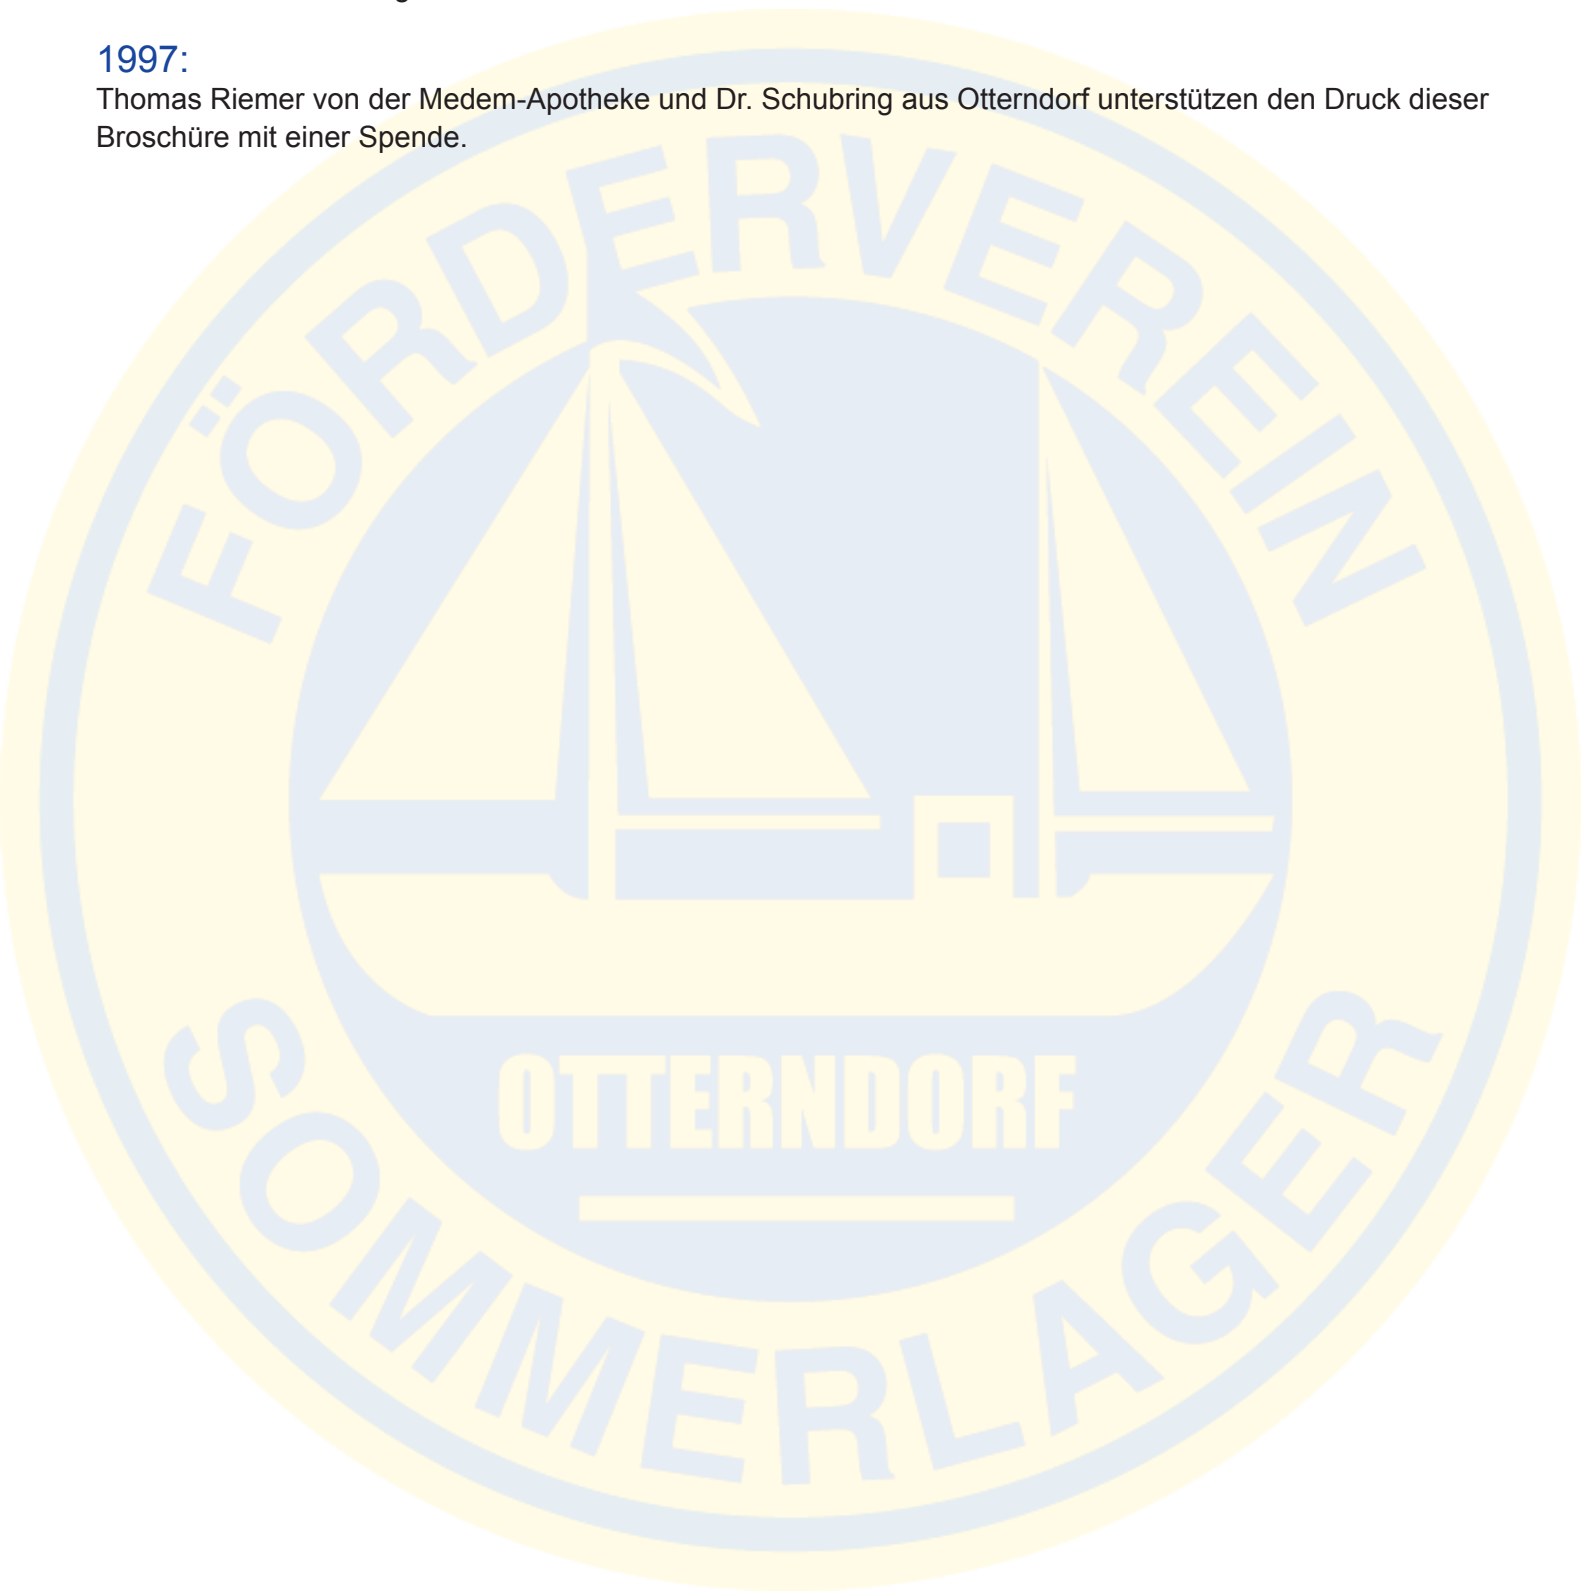 1997:
Thomas Riemer von der Medem-Apotheke und Dr. Schubring aus Otterndorf unterstützen den Druck dieser
Broschüre mit einer Spende.
FÖRDERVEREIN
OTTERNDORF
SOMMERLAGER